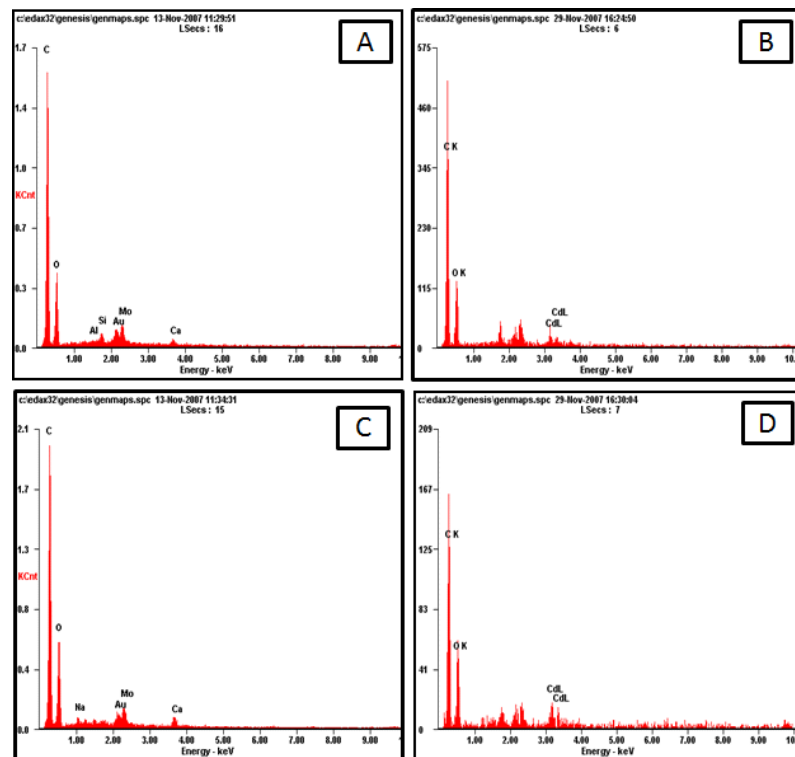 c:\edax32\genesis\genmaps.spc 13-Nov-2007 11:29:51
LSecs : 16
A
1.7
C
1.4
1.0
KCnt
0.7
O
0.3
Mo
Si
Au
Al
Ca
0.0
1.00 2.00 3.00 4.00 5.00 6.00 7.00 8.00 9.00
Energy - keV
c:\edax32\genesis\genmaps.spc 29-Nov-2007 16:24:50
LSecs : 6
B
575
460
C K
345
230
O K
115
CdL
CdL
0
1.00 2.00 3.00 4.00 5.00 6.00 7.00 8.00 9.00 10.
Energy - keV
c:\edax32\genesis\genmaps.spc 13-Nov-2007 11:34:31
LSecs : 15
C
2.1
C
1.7
1.3
KCnt
0.8
O
0.4
Mo
Na
Au
Ca
0.0
1.00 2.00 3.00 4.00 5.00 6.00 7.00 8.00 9.00
Energy - keV
c:\edax32\genesis\genmaps.spc 29-Nov-2007 16:30:04
LSecs : 7
D
209
167
C K
125
83
O K
41
CdL
CdL
0
1.00 2.00 3.00 4.00 5.00 6.00 7.00 8.00 9.00 10.
Energy - keV